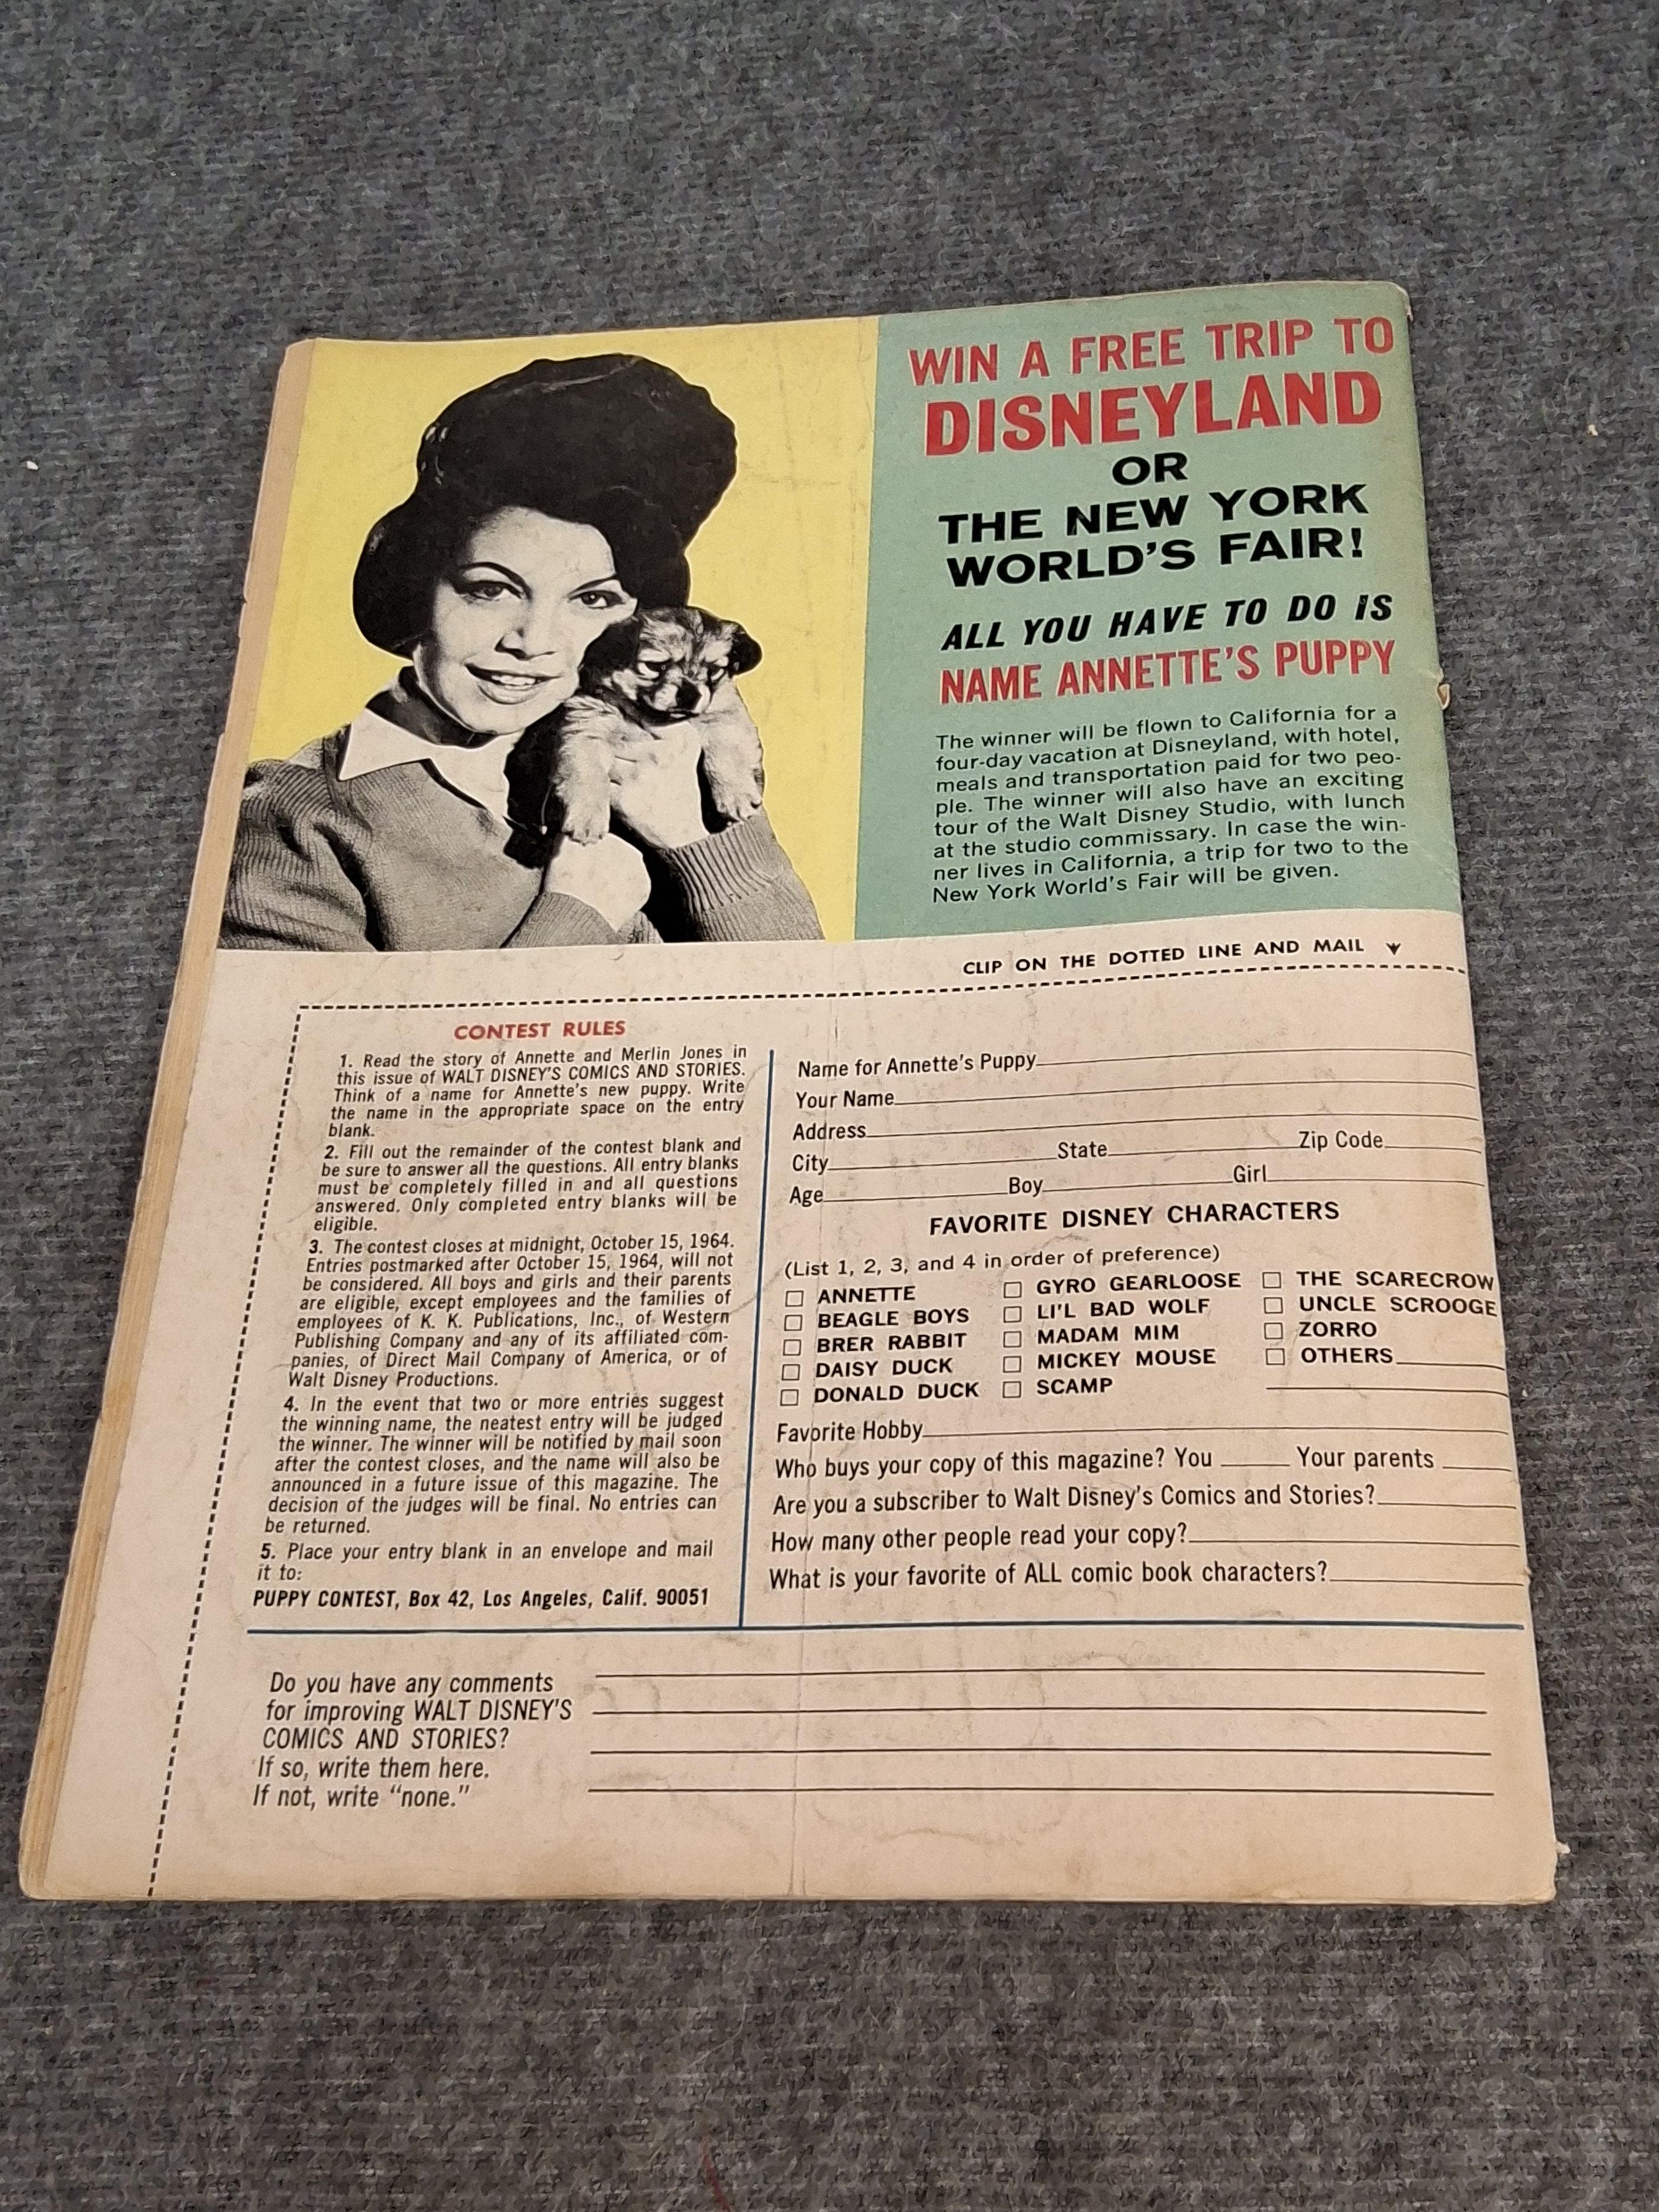 WIN A FREE TRIP TO
DISNEYLAND
OR
THE NEW YORK
WORLD'S FAIR!
ALL YOU HAVE TO DO IS
NAME ANNETTE'S PUPPY
The winner will be flown to California for a
four-day vacation at Disneyland, with hotel,
meals and transportation paid for two peo-
ple. The winner will also have an exciting
tour of the Walt Disney Studio, with lunch
at the studio commissary. In case the win-
ner lives in California, a trip for two to the
New York World's Fair will be given.
CLIP ON THE DOTTED LINE AND MAIL
CONTEST RULES
1. Read the story of Annette and Merlin Jones in
this issue of WALT DISNEY'S COMICS AND STORIES.
Think of a name for Annette's new puppy. Write
the name in the appropriate space on the entry
blank.
2. Fill out the remainder of the contest blank and
be sure to answer all the questions. All entry blanks
must be completely filled in and all questions
answered. Only completed entry blanks will be
eligible.
3. The contest closes at midnight, October 15, 1964.
Entries postmarked after October 15, 1964, will not
be considered. All boys and girls and their parents
are eligible, except employees and the families of
employees of K. K. Publications, Inc., of Western
Publishing Company and any of its affiliated com-
panies, of Direct Mail Company of America, or of
Walt Disney Productions.
4. In the event that two or more entries suggest
the winning name, the neatest entry will be judged
the winner. The winner will be notified by mail soon
after the contest closes, and the name will also be
announced in a future issue of this magazine. The
decision of the judges will be final. No entries can
be returned.
5. Place your entry blank in an envelope and mail
it to:
PUPPY CONTEST, Box 42, Los Angeles, Calif. 90051
Name for Annette's Puppy
Your Name
Address
City State Zip Code
Age Boy Girl
FAVORITE DISNEY CHARACTERS
(List 1, 2, 3, and 4 in order of preference)
ANNETTE GYRO GEARLOOSE THE SCARECROW
BEAGLE BOYS LI'L BAD WOLF UNCLE SCROOGE
BRER RABBIT MADAM MIM ZORRO
DAISY DUCK MICKEY MOUSE OTHERS
DONALD DUCK SCAMP
Favorite Hobby
Who buys your copy of this magazine? You Your parents
Are you a subscriber to Walt Disney's Comics and Stories?
How many other people read your copy?
What is your favorite of ALL comic book characters?
Do you have any comments
for improving WALT DISNEY'S
COMICS AND STORIES?
If so, write them here.
If not, write "none."